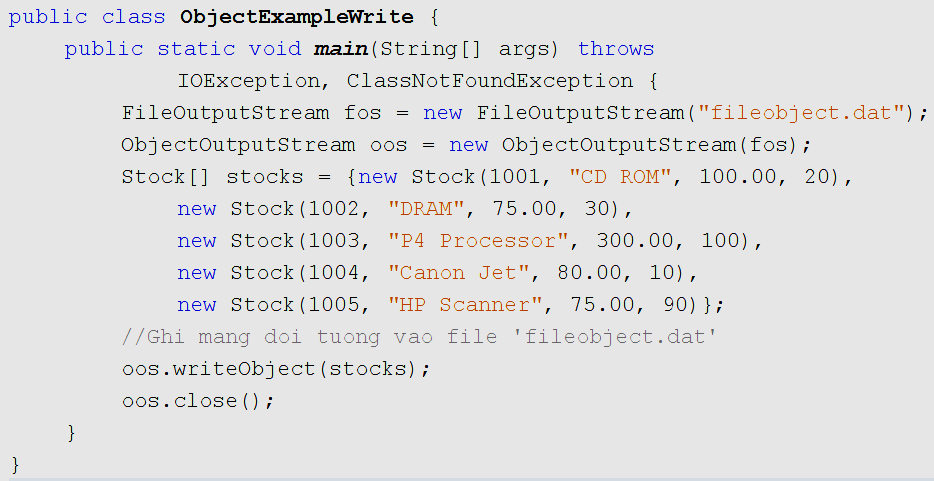 public class ObjectExampleWrite {
    public static void main(String[] args) throws
            IOException, ClassNotFoundException {
        FileOutputStream fos = new FileOutputStream("fileobject.dat");
        ObjectOutputStream oos = new ObjectOutputStream(fos);
        Stock[] stocks = {new Stock(1001, "CD ROM", 100.00, 20),
            new Stock(1002, "DRAM", 75.00, 30),
            new Stock(1003, "P4 Processor", 300.00, 100),
            new Stock(1004, "Canon Jet", 80.00, 10),
            new Stock(1005, "HP Scanner", 75.00, 90)};
        //Ghi mang doi tuong vao file 'fileobject.dat'
        oos.writeObject(stocks);
        oos.close();
    }
}